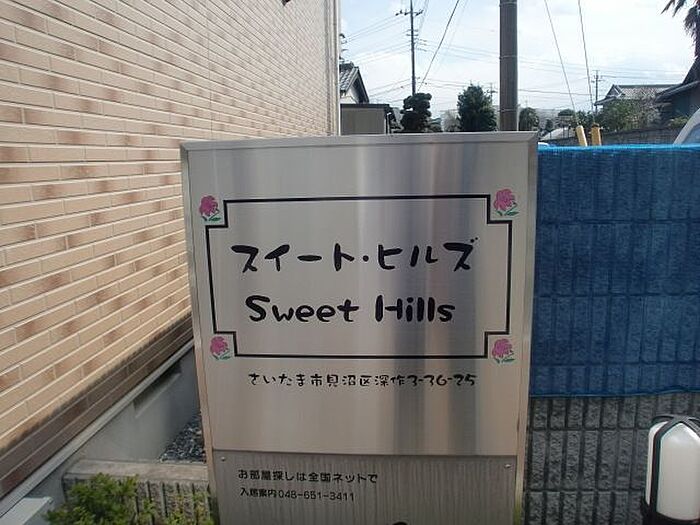 スイート・ヒルズ
Sweet Hills
さいたま市見沼区深作3-36-25
お部屋探しは全国ネットで
入居案内048-651-3411